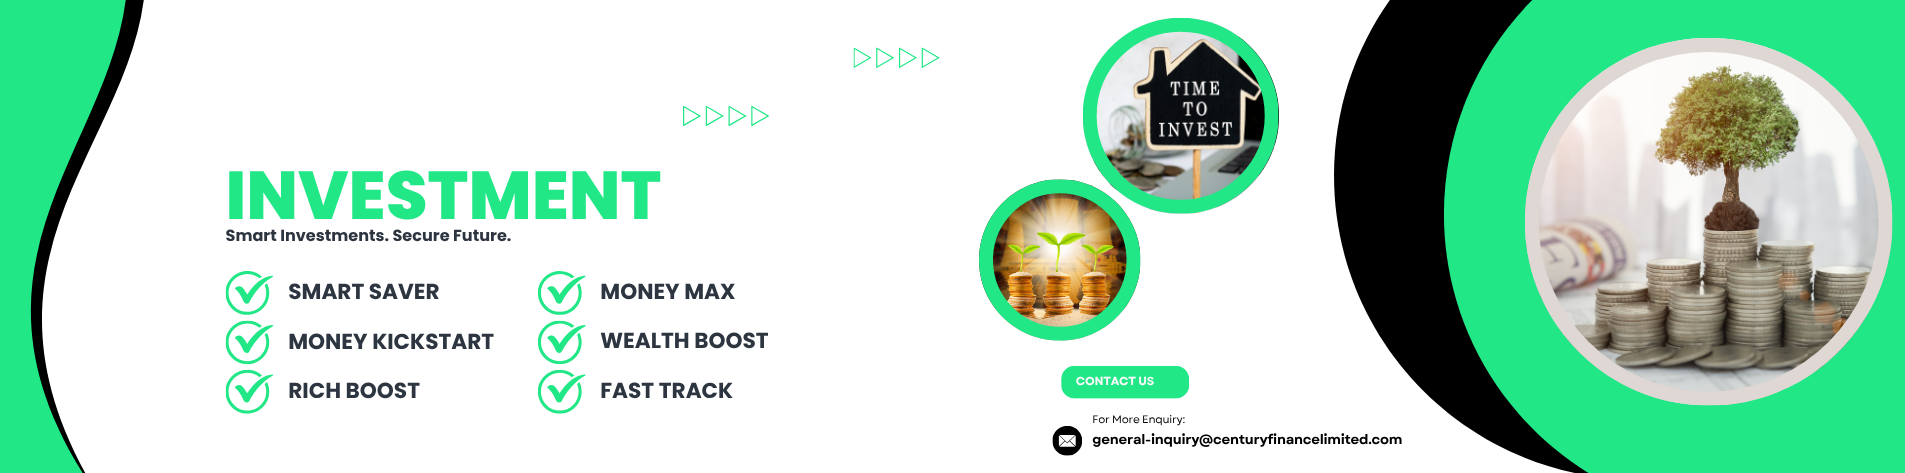 TIME
TO
INVEST
INVESTMENT
Smart Investments. Secure Future.
SMART SAVER
MONEY MAX
MONEY KICKSTART
WEALTH BOOST
RICH BOOST
FAST TRACK
CONTACT US
For More Enquiry:
general-inquiry@centuryfinancelimited.com